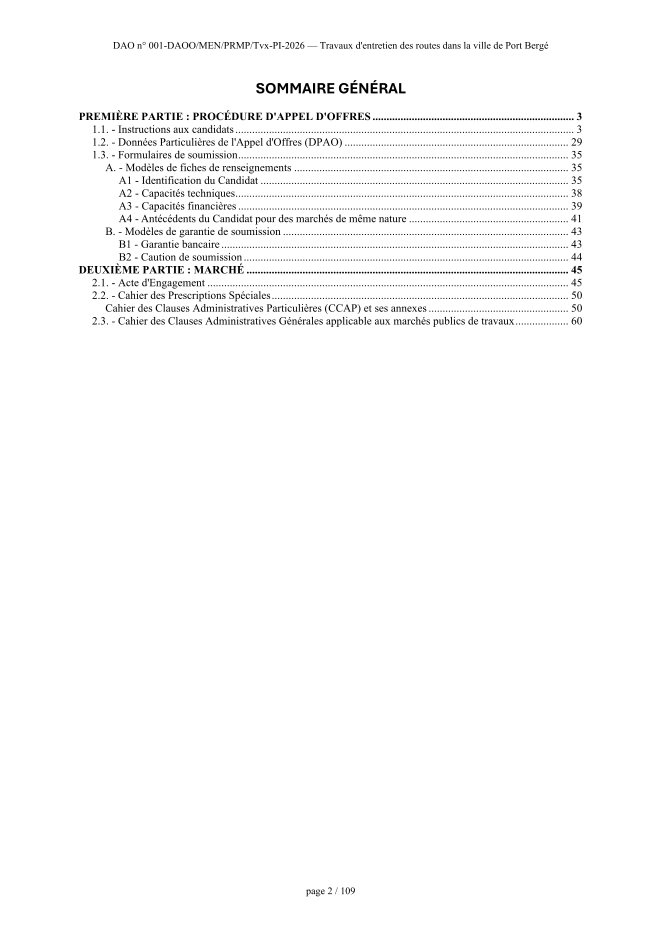 DAO n° 001-DAOO/MEN/PRMP/Tvx-PI-2026 — Travaux d'entretien des routes dans la ville de Port Bergé
SOMMAIRE GÉNÉRAL
PREMIÈRE PARTIE : PROCÉDURE D'APPEL D'OFFRES ........ 3
1.1. - Instructions aux candidats ........ 3
1.2. - Données Particulières de l'Appel d'Offres (DPAO) ........ 29
1.3. - Formulaires de soumission ........ 35
A. - Modèles de fiches de renseignements ........ 35
A1 - Identification du Candidat ........ 35
A2 - Capacités techniques ........ 38
A3 - Capacités financières ........ 39
A4 - Antécédents du Candidat pour des marchés de même nature ........ 41
B. - Modèles de garantie de soumission ........ 43
B1 - Garantie bancaire ........ 43
B2 - Caution de soumission ........ 44
DEUXIÈME PARTIE : MARCHÉ ........ 45
2.1. - Acte d'Engagement ........ 45
2.2. - Cahier des Prescriptions Spéciales ........ 50
Cahier des Clauses Administratives Particulières (CCAP) et ses annexes ........ 50
2.3. - Cahier des Clauses Administratives Générales applicable aux marchés publics de travaux ........ 60
page 2 / 109